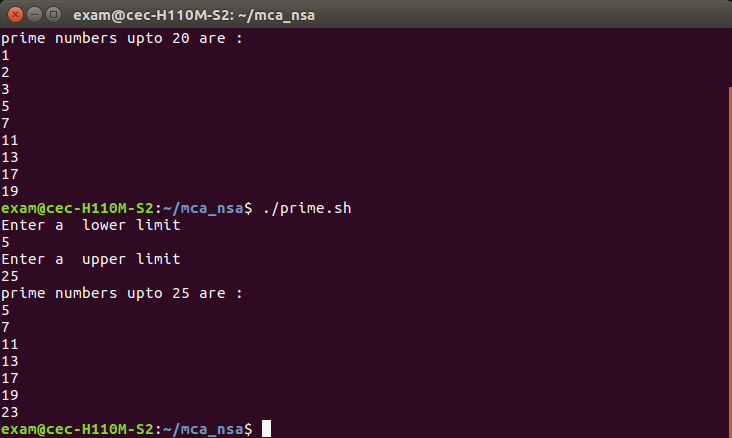 exam@cec-H110M-S2: ~/mca_nsa
prime numbers upto 20 are :
1
2
3
5
7
11
13
17
19
exam@cec-H110M-S2:~/mca_nsa$ ./prime.sh
Enter a  lower limit
5
Enter a  upper limit
25
prime numbers upto 25 are :
5
7
11
13
17
19
23
exam@cec-H110M-S2:~/mca_nsa$